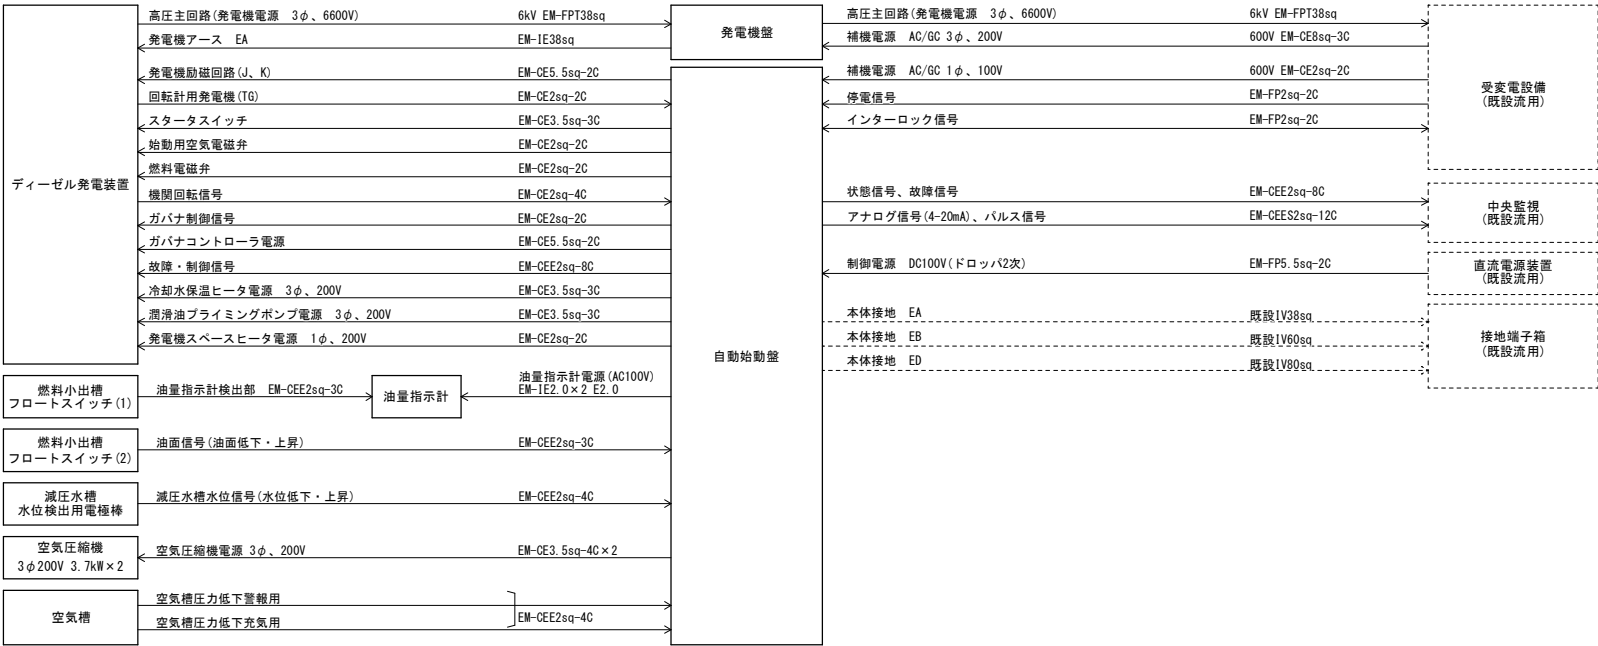 ディーゼル発電装置
高圧主回路(発電機電源 3φ、6600V) 6kV EM-FPT38sq
発電機アース EA EM-IE38sq
発電機励磁回路(J、K) EM-CE5.5sq-2C
回転計用発電機(TG) EM-CE2sq-2C
スタータスイッチ EM-CE3.5sq-3C
始動用空気電磁弁 EM-CE2sq-2C
燃料電磁弁 EM-CE2sq-2C
機関回転信号 EM-CE2sq-4C
ガバナ制御信号 EM-CE2sq-2C
ガバナコントローラ電源 EM-CE5.5sq-2C
故障・制御信号 EM-CEE2sq-8C
冷却水保温ヒータ電源 3φ、200V EM-CE3.5sq-3C
潤滑油プライミングポンプ電源 3φ、200V EM-CE3.5sq-3C
発電機スペースヒータ電源 1φ、200V EM-CE2sq-2C
燃料小出槽
フロートスイッチ(1)
油量指示計検出部 EM-CEE2sq-3C
油量指示計
油量指示計電源(AC100V)
EM-IE2.0×2 E2.0
燃料小出槽
フロートスイッチ(2)
油面信号(油面低下・上昇) EM-CEE2sq-3C
減圧水槽
水位検出用電極棒
減圧水槽水位信号(水位低下・上昇) EM-CEE2sq-4C
空気圧縮機
3φ200V 3.7kW×2
空気圧縮機電源 3φ、200V EM-CE3.5sq-4C×2
空気槽
空気槽圧力低下警報用
空気槽圧力低下充気用
EM-CEE2sq-4C
発電機盤
自動始動盤
高圧主回路(発電機電源 3φ、6600V) 6kV EM-FPT38sq
補機電源 AC/GC 3φ、200V 600V EM-CE8sq-3C
補機電源 AC/GC 1φ、100V 600V EM-CE2sq-2C
停電信号 EM-FP2sq-2C
インターロック信号 EM-FP2sq-2C
受変電設備
(既設流用)
状態信号、故障信号 EM-CEE2sq-8C
アナログ信号(4-20mA)、パルス信号 EM-CEES2sq-12C
中央監視
(既設流用)
制御電源 DC100V(ドロッパ2次) EM-FP5.5sq-2C
直流電源装置
(既設流用)
本体接地 EA 既設IV38sq
本体接地 EB 既設IV60sq
本体接地 ED 既設IV80sq
接地端子箱
(既設流用)